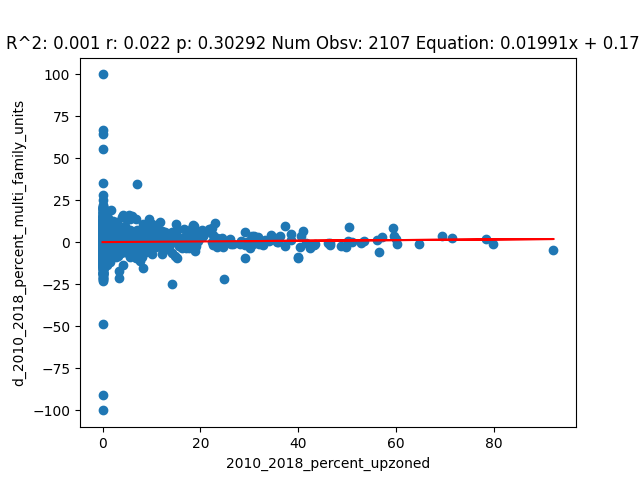 R^2: 0.001 r: 0.022 p: 0.30292 Num Obsv: 2107 Equation: 0.01991x + 0.17
100
75
50
25
0
−25
−50
−75
−100
d_2010_2018_percent_multi_family_units
0 20 40 60 80
2010_2018_percent_upzoned